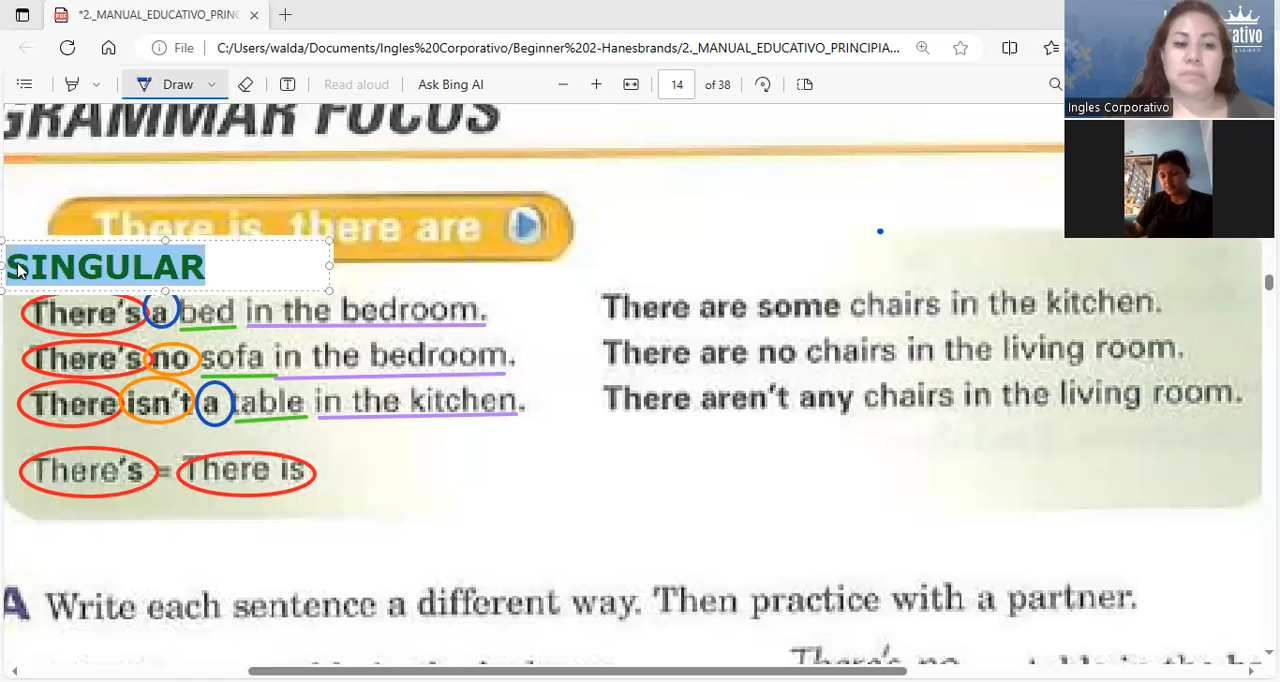 *2._MANUAL_EDUCATIVO_PRINC
File C:/Users/walda/Documents/Ingles%20Corporativo/Beginner%202-Hanesbrands/2._MANUAL_EDUCATIVO_PRINCIPIA...
Draw Read aloud Ask Bing AI 14 of 38
Ingles Corporativo
GRAMMAR FOCUS
There is, there are
SINGULAR
There's a bed in the bedroom. There are some chairs in the kitchen.
There's no sofa in the bedroom. There are no chairs in the living room.
There isn't a table in the kitchen. There aren't any chairs in the living room.
There's = There is
A Write each sentence a different way. Then practice with a partner.
There's no